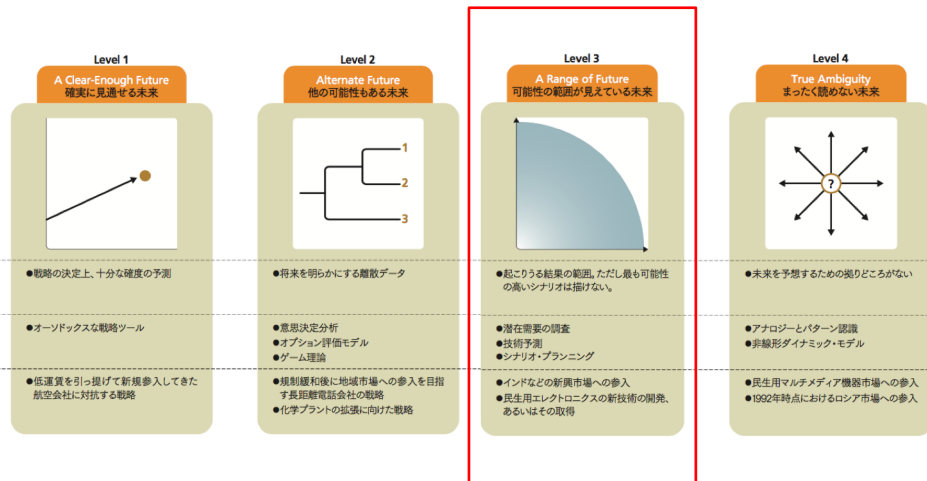 Level 1
A Clear-Enough Future
確実に見通せる未来
●戦略の決定上、十分な確度の予測
●オーソドックスな戦略ツール
●低運賃を引っ提げて新規参入してきた
航空会社に対抗する戦略
Level 2
Alternate Future
他の可能性もある未来
1
2
3
●将来を明らかにする離散データ
●意思決定分析
●オプション評価モデル
●ゲーム理論
●規制緩和後に地域市場への参入を目指
す長距離電話会社の戦略
●化学プラントの拡張に向けた戦略
Level 3
A Range of Future
可能性の範囲が見えている未来
●起こりうる結果の範囲。ただし最も可能性
の高いシナリオは描けない。
●潜在需要の調査
●技術予測
●シナリオ・プランニング
●インドなどの新興市場への参入
●民生用エレクトロニクスの新技術の開発、
あるいはその取得
Level 4
True Ambiguity
まったく読めない未来
?
●未来を予想するための拠りどころがない
●アナロジーとパターン認識
●非線形ダイナミック・モデル
●民生用マルチメディア機器市場への参入
●1992年時点におけるロシア市場への参入